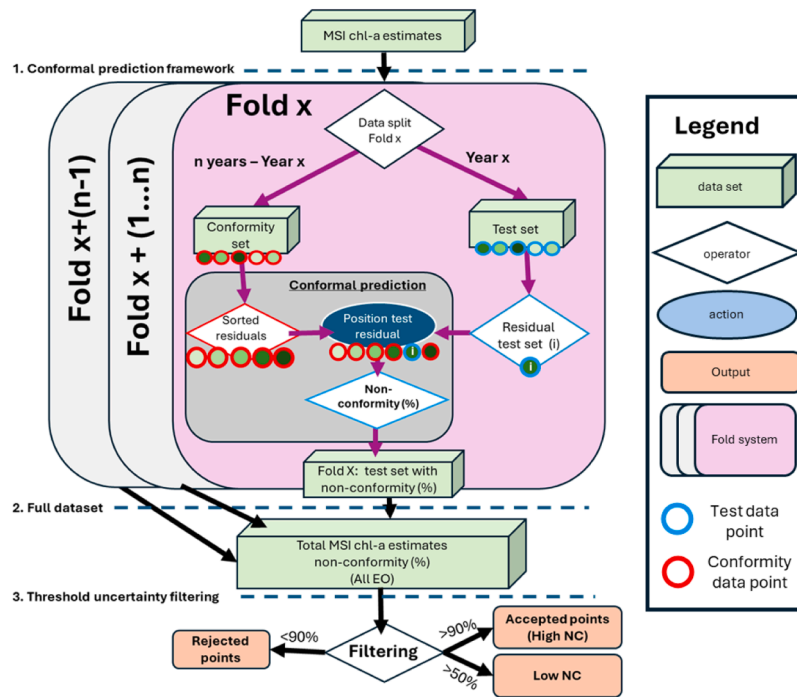 MSI chl-a estimates
1. Conformal prediction framework
Fold x+(n-1)
Fold x + (1...n)
Fold x
Data split
Fold x
n years – Year x
Year x
Conformity
set
Test set
Conformal prediction
Sorted
residuals
Position test
residual
i
Residual
test set (i)
i
Non-
conformity (%)
Fold X: test set with
non-conformity (%)
2. Full dataset
Total MSI chl-a estimates
non-conformity (%)
(All EO)
3. Threshold uncertainty filtering
Rejected
points
<90%
Filtering
>90%
>50%
Accepted points
(High NC)
Low NC
Legend
data set
operator
action
Output
Fold system
Test data
point
Conformity
data point